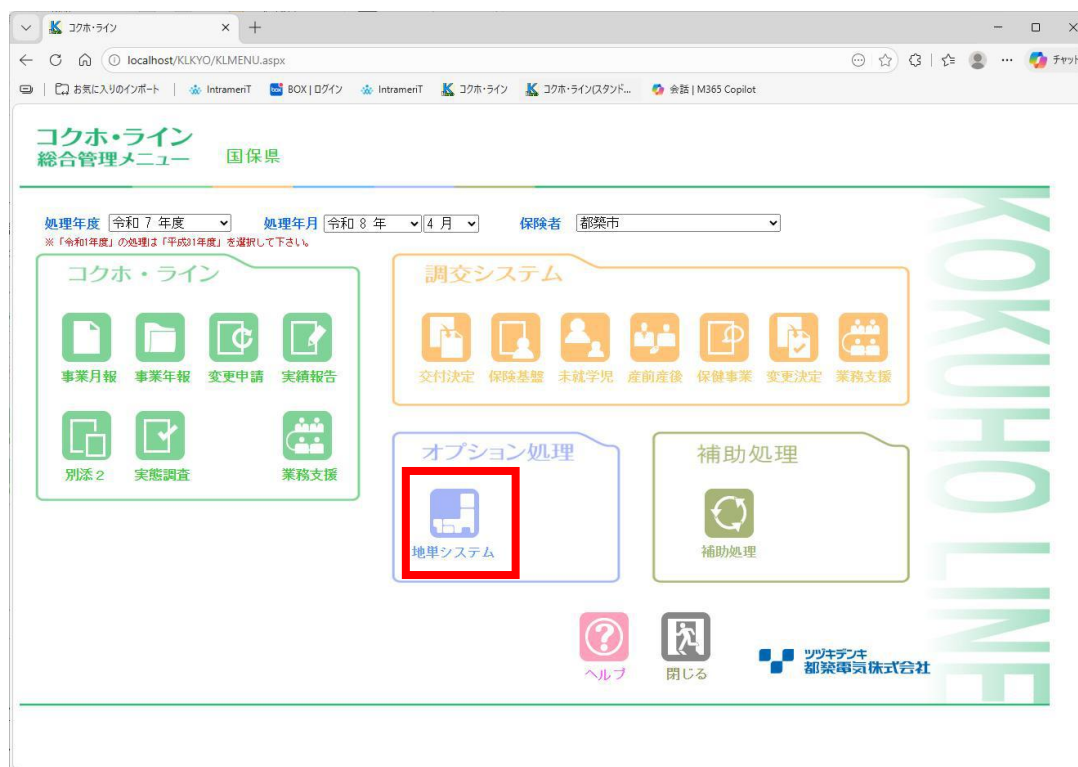 コクホ・ライン
localhost/KLKYO/KLMENU.aspx
チャット
お気に入りのインポート IntrameriT BOX | ログイン IntrameriT コクホ・ライン コクホ・ライン(スタンド... 会話 | M365 Copilot
コクホ・ライン
総合管理メニュー 国保県
処理年度 令和 7 年度 処理年月 令和 8 年 4 月 保険者 都築市
※「令和1年度」の処理は「平成31年度」を選択して下さい。
コクホ・ライン
事業月報 事業年報 変更申請 実績報告
別添２ 実態調査 業務支援
調交システム
交付決定 保険基盤 未就学児 産前産後 保健事業 変更決定 業務支援
オプション処理
地単システム
補助処理
補助処理
ヘルプ 閉じる
ツヅキデンキ
都築電気株式会社
KOKUHO LINE